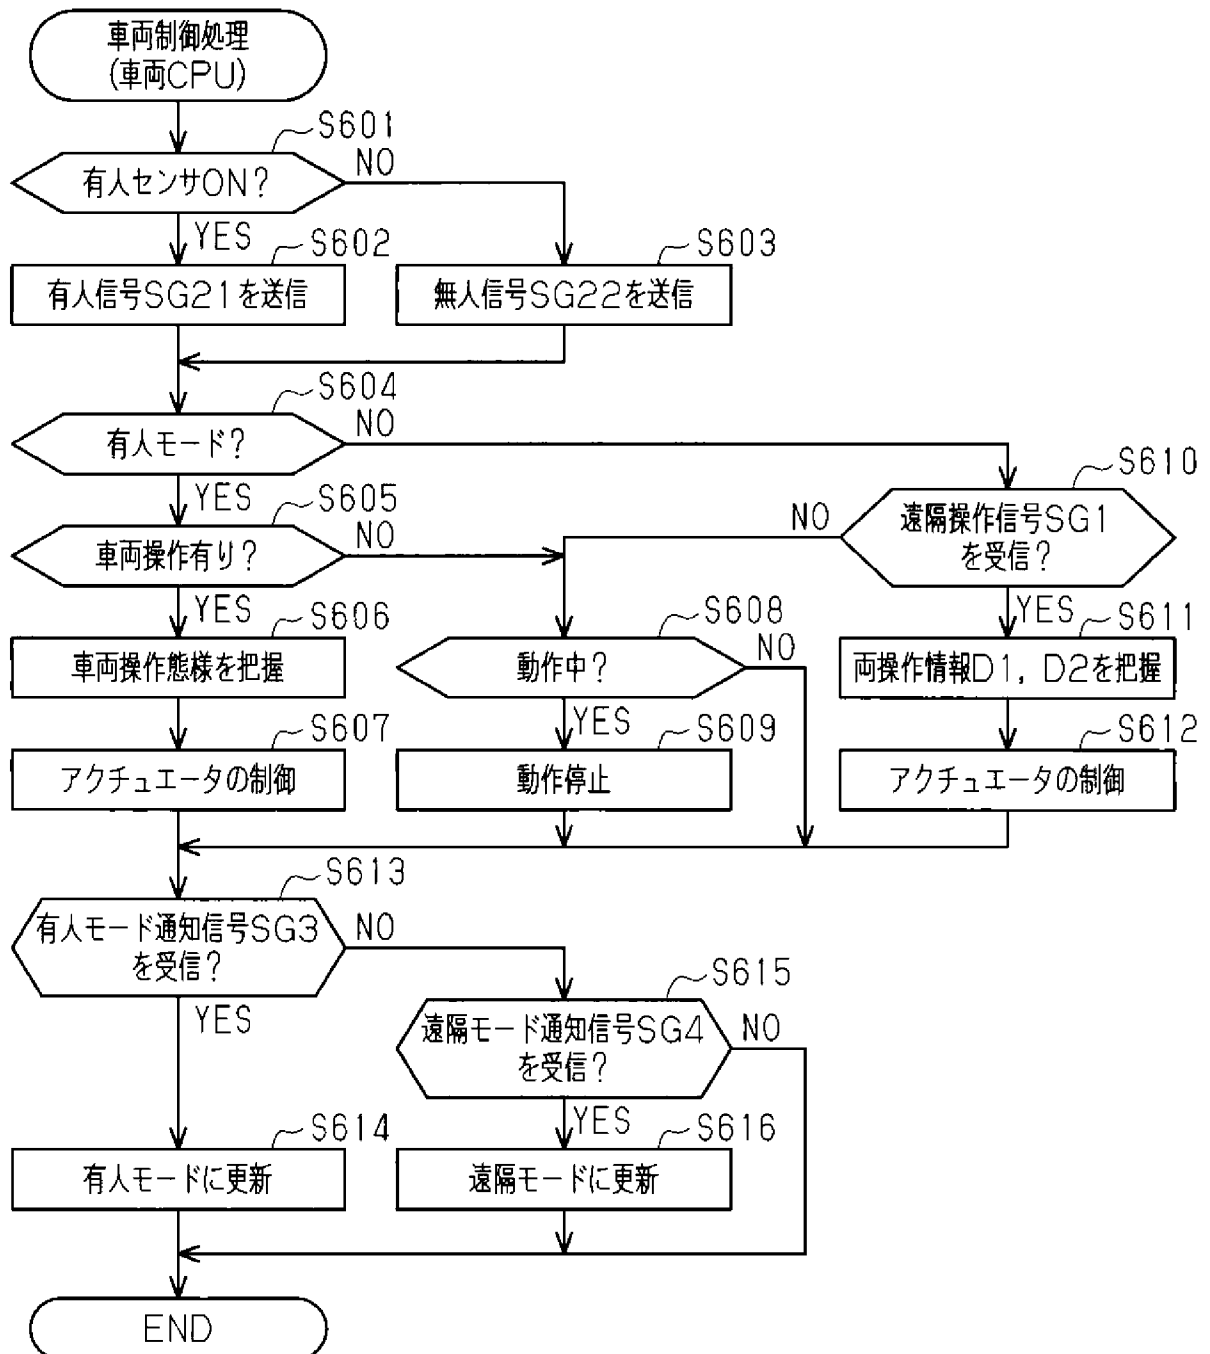 車両制御処理
(車両CPU)
S601
有人センサON?
NO
YES
S602
有人信号SG21を送信
S603
無人信号SG22を送信
S604
有人モード?
NO
YES
S605
車両操作有り?
NO
YES
S606
車両操作態様を把握
S607
アクチュエータの制御
S608
動作中?
NO
YES
S609
動作停止
S610
遠隔操作信号SG1
を受信?
NO
YES
S611
両操作情報D1，D2を把握
S612
アクチュエータの制御
S613
有人モード通知信号SG3
を受信?
NO
YES
S614
有人モードに更新
S615
遠隔モード通知信号SG4
を受信?
NO
YES
S616
遠隔モードに更新
END